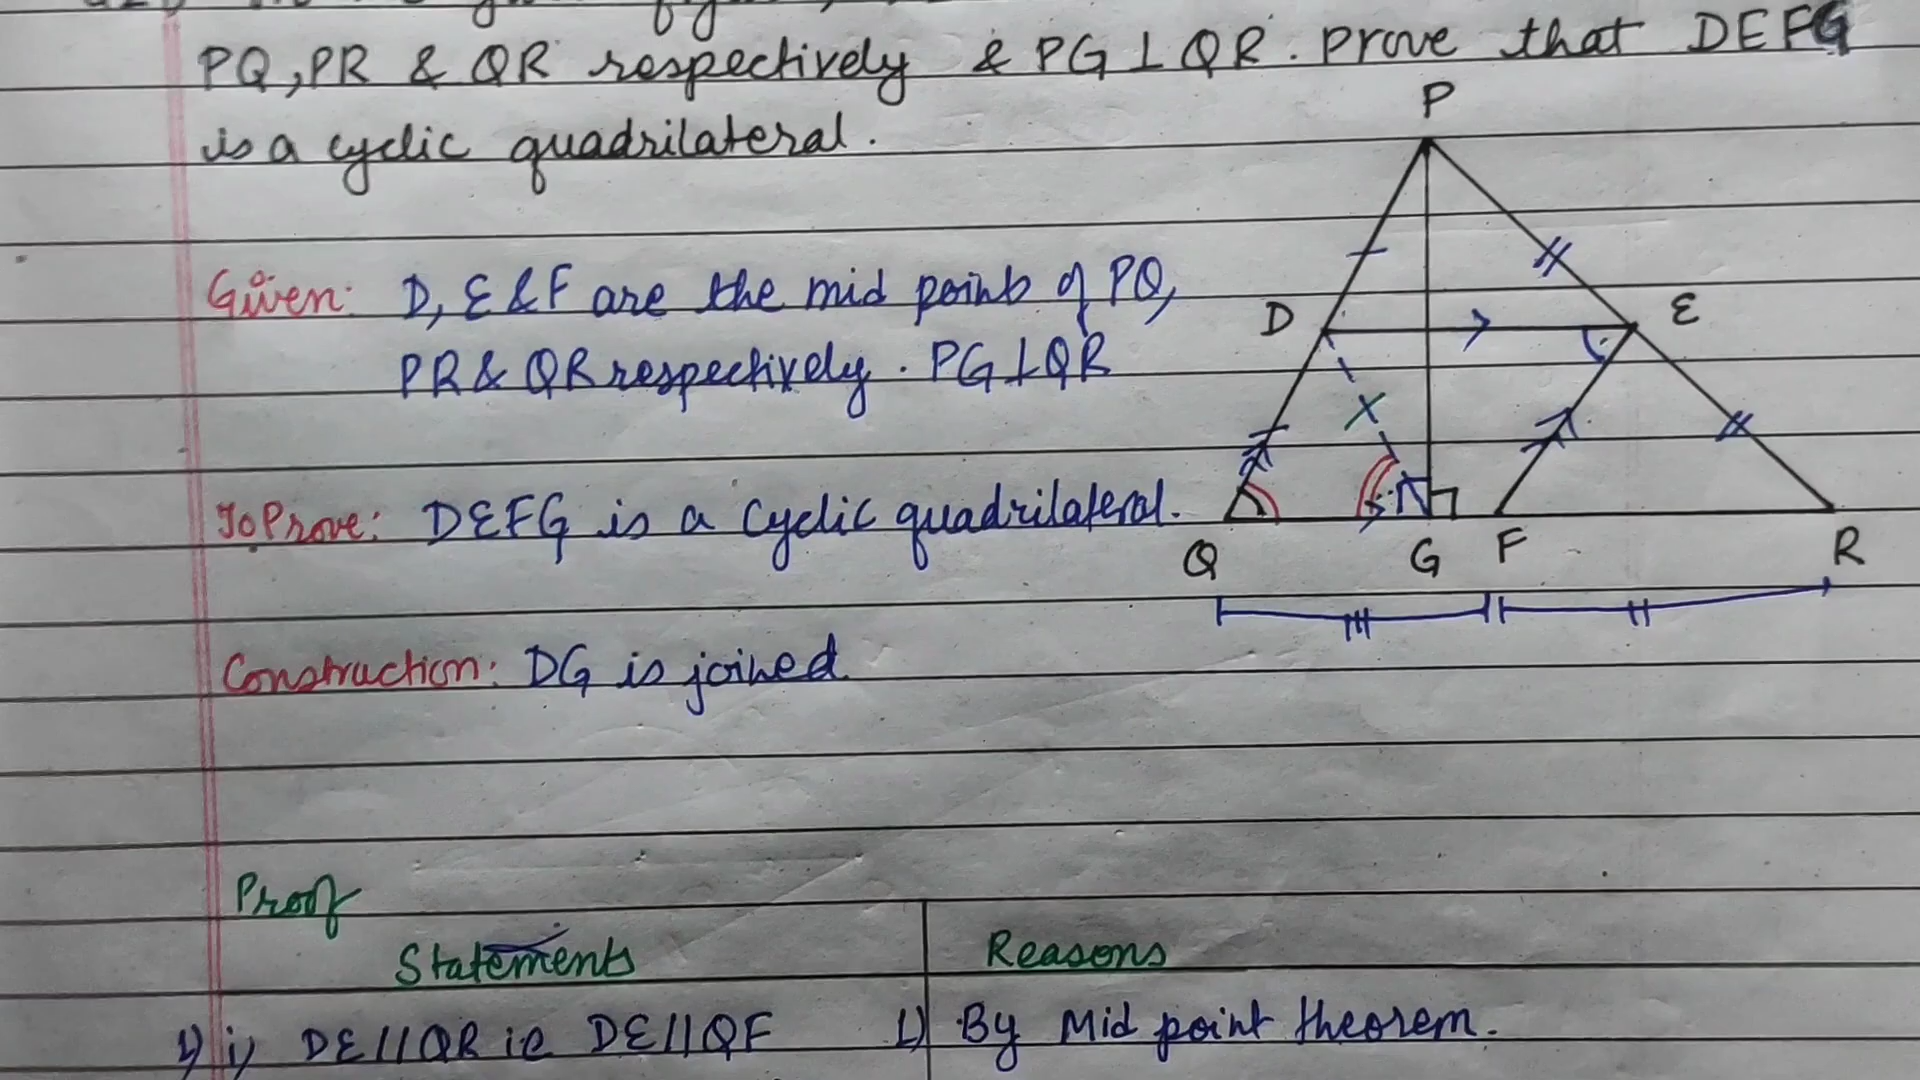 PQ, PR & QR respectively & PG ⊥ QR. Prove that DEFG
is a cyclic quadrilateral.
P
Given: D, E & F are the mid points of PQ,
D
E
PR & QR respectively. PG ⊥ QR
X
To Prove: DEFG is a cyclic quadrilateral.
Q G F R
Construction: DG is joined
Proof
Statements Reasons
1) i) DE//QR ie DE//QF 1) By Mid point theorem.